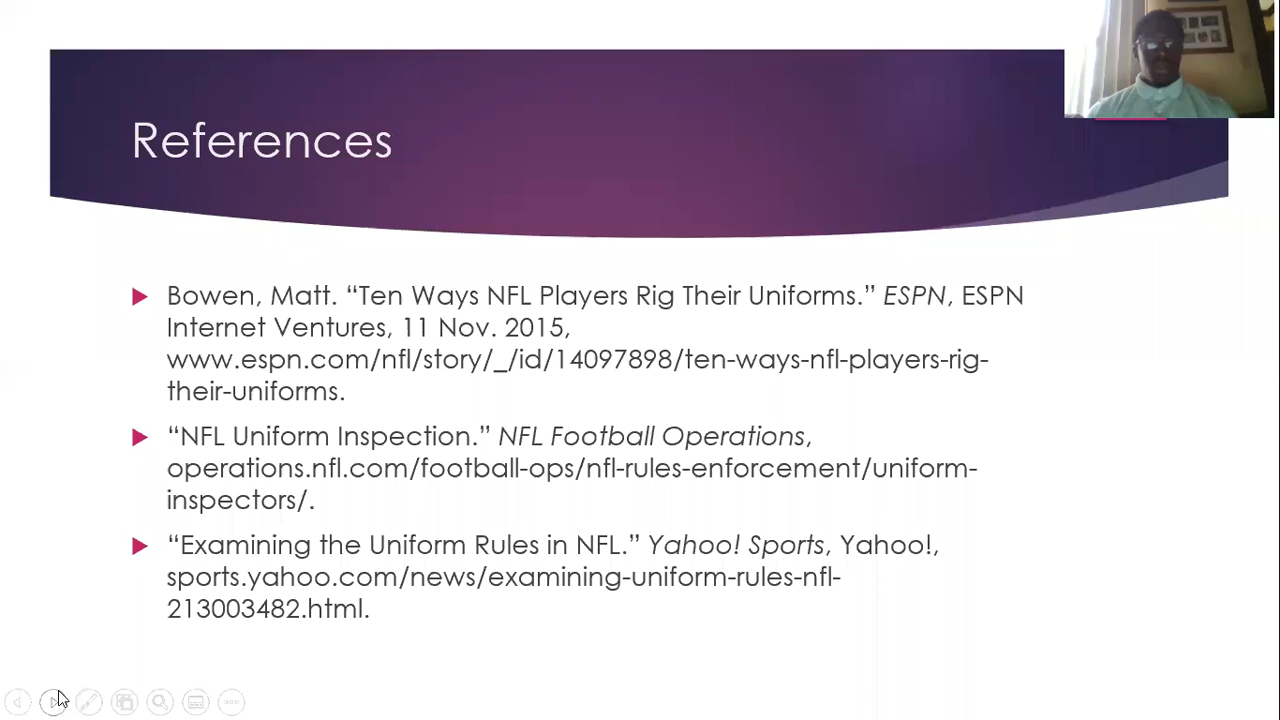 References
Bowen, Matt. “Ten Ways NFL Players Rig Their Uniforms.” ESPN, ESPN
Internet Ventures, 11 Nov. 2015,
www.espn.com/nfl/story/_/id/14097898/ten-ways-nfl-players-rig-
their-uniforms.
“NFL Uniform Inspection.” NFL Football Operations,
operations.nfl.com/football-ops/nfl-rules-enforcement/uniform-
inspectors/.
“Examining the Uniform Rules in NFL.” Yahoo! Sports, Yahoo!,
sports.yahoo.com/news/examining-uniform-rules-nfl-
213003482.html.